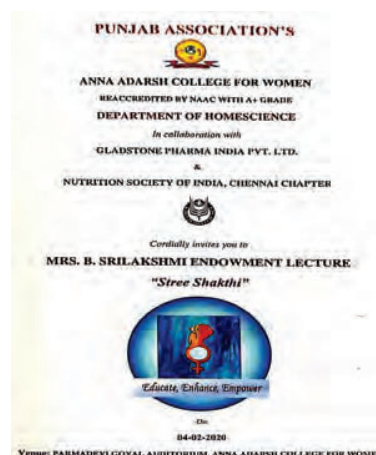 PUNJAB ASSOCIATION'S
ANNA ADARSH COLLEGE FOR WOMEN
REACCREDITED BY NAAC WITH A+ GRADE
DEPARTMENT OF HOMESCIENCE
In collaboration with
GLADSTONE PHARMA INDIA PVT. LTD.
&
NUTRITION SOCIETY OF INDIA, CHENNAI CHAPTER
Cordially invites you to
MRS. B. SRILAKSHMI ENDOWMENT LECTURE
"Stree Shakthi"
Educate, Enhance, Empower
On
04-02-2020
Venue: PARMADEVI GOYAL AUDITORIUM, ANNA ADARSH COLLEGE FOR WOME